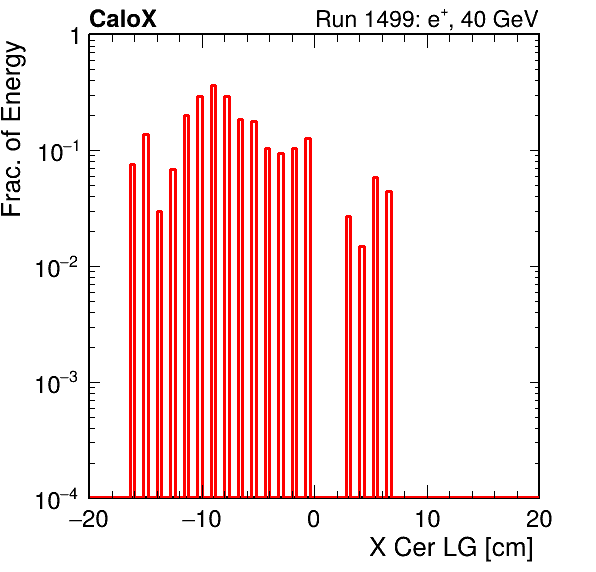 CaloX Run 1499: e⁺, 40 GeV
Frac. of Energy
1
10⁻¹
10⁻²
10⁻³
10⁻⁴
−20 −10 0 10 20
X Cer LG [cm]